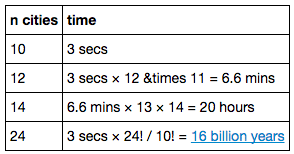 n cities time
10 3 secs
12 3 secs × 12 &times 11 = 6.6 mins
14 6.6 mins × 13 × 14 = 20 hours
24 3 secs × 24! / 10! = 16 billion years